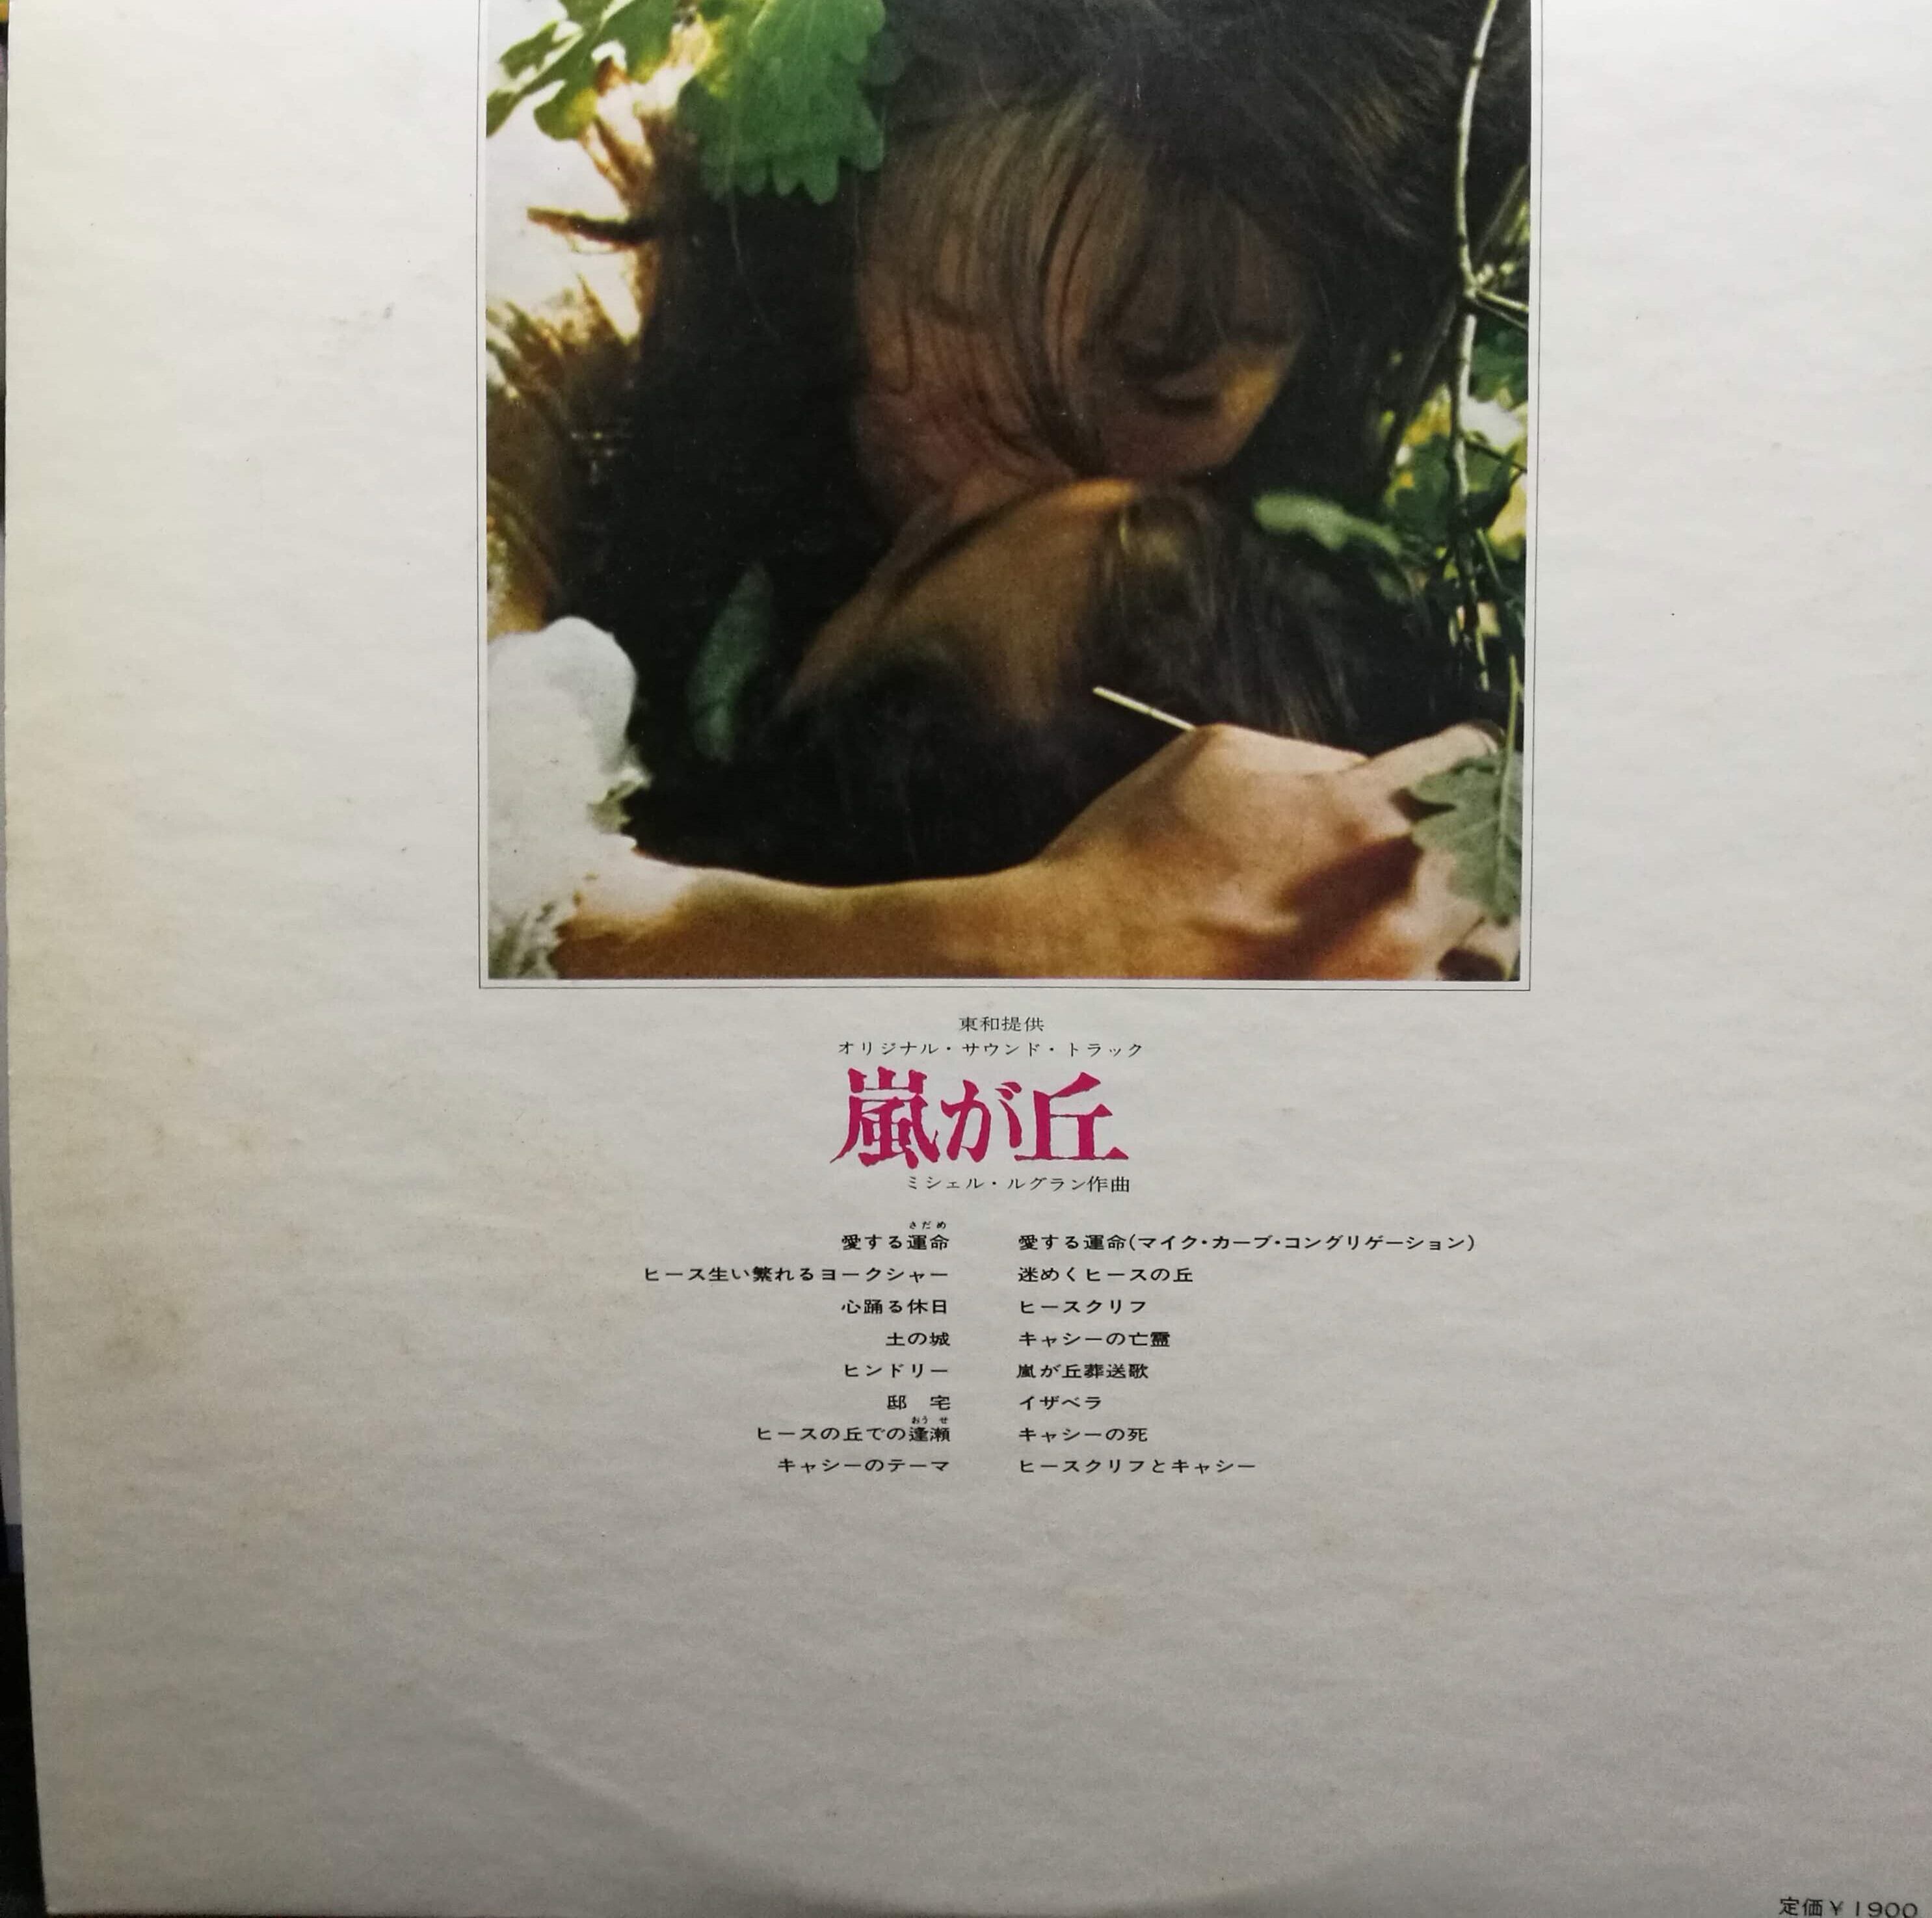 東和提供
オリジナル・サウンド・トラック
嵐が丘
ミシェル・ルグラン作曲
さだめ
愛する運命
ヒース生い繁れるヨークシャー
心踊る休日
土の城
ヒンドリー
邸　宅
おうせ
ヒースの丘での逢瀬
キャシーのテーマ
愛する運命(マイク・カーブ・コングリゲーション)
迷めくヒースの丘
ヒースクリフ
キャシーの亡霊
嵐が丘葬送歌
イザベラ
キャシーの死
ヒースクリフとキャシー
定価￥1900